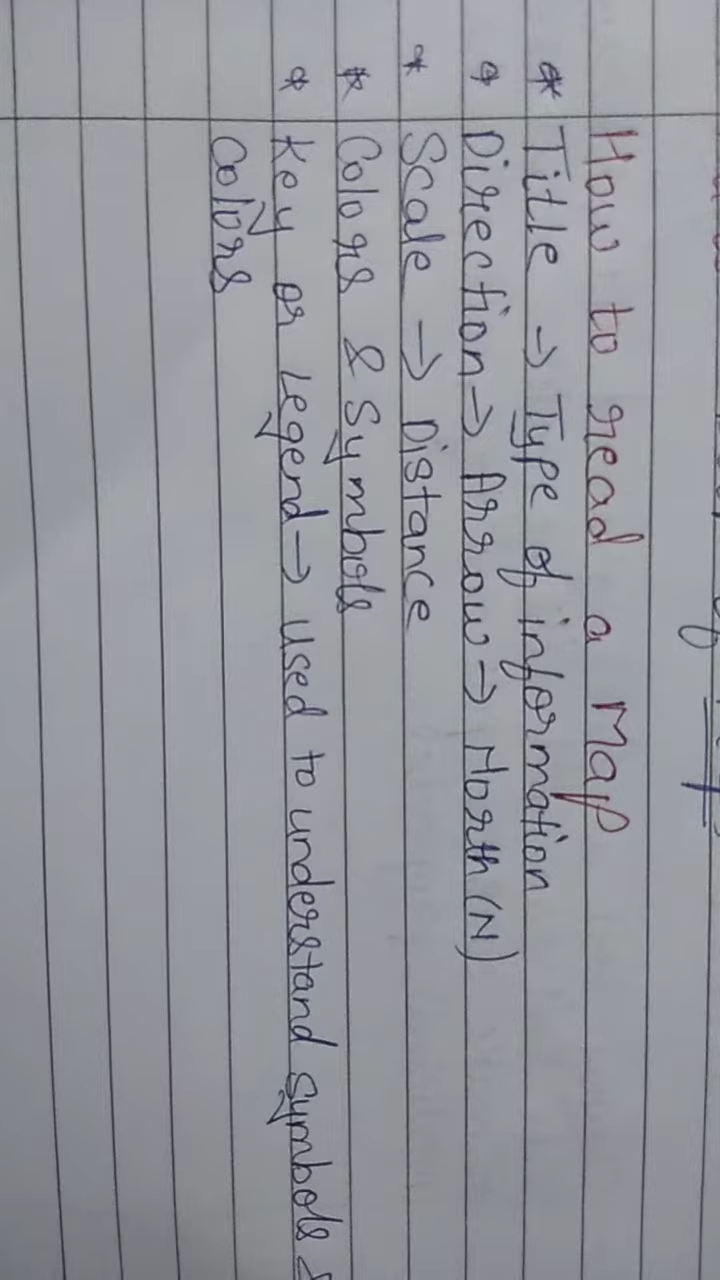 How to read a Map
* Title → Type of information
* Direction → Arrow → North (N)
* Scale → Distance
* Colors & Symbols
* Key or Legend → used to understand symbols &
Colors